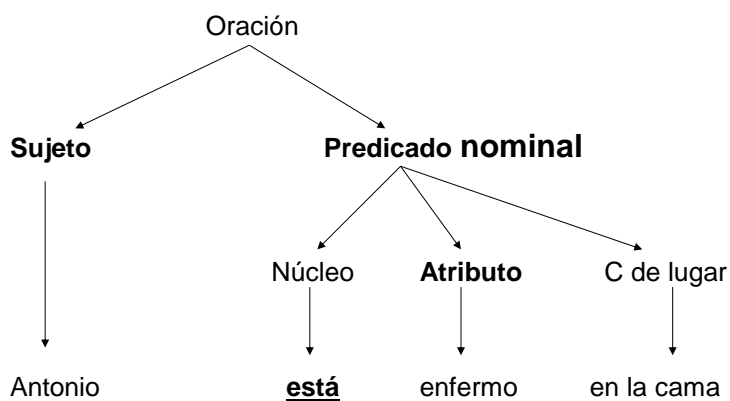 Oración
Sujeto Predicado nominal
Núcleo Atributo C de lugar
Antonio está enfermo en la cama